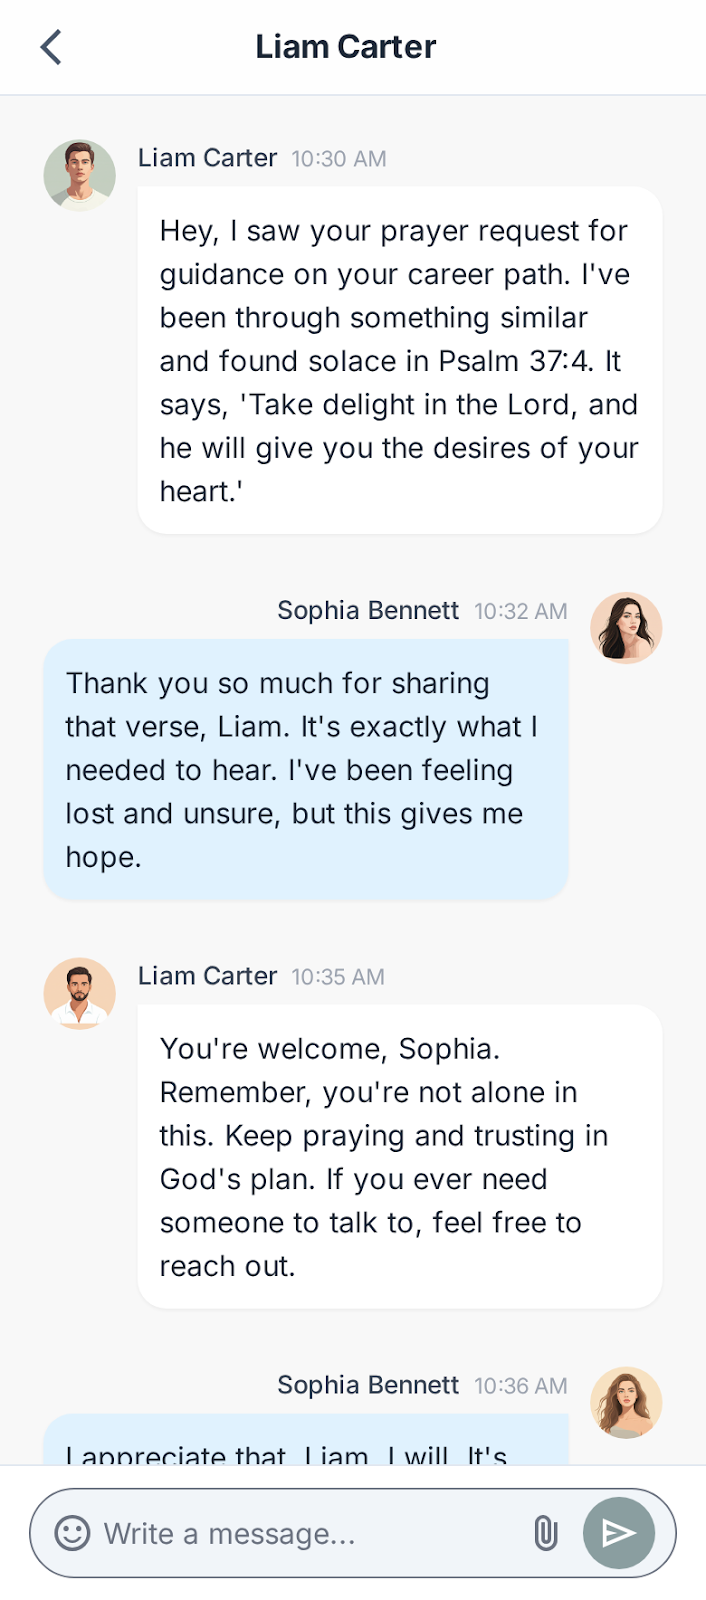 Liam Carter
Liam Carter 10:30 AM
Hey, I saw your prayer request for
guidance on your career path. I've
been through something similar
and found solace in Psalm 37:4. It
says, 'Take delight in the Lord, and
he will give you the desires of your
heart.'
Sophia Bennett 10:32 AM
Thank you so much for sharing
that verse, Liam. It's exactly what I
needed to hear. I've been feeling
lost and unsure, but this gives me
hope.
Liam Carter 10:35 AM
You're welcome, Sophia.
Remember, you're not alone in
this. Keep praying and trusting in
God's plan. If you ever need
someone to talk to, feel free to
reach out.
Sophia Bennett 10:36 AM
I appreciate that, Liam. I will. It's
Write a message...